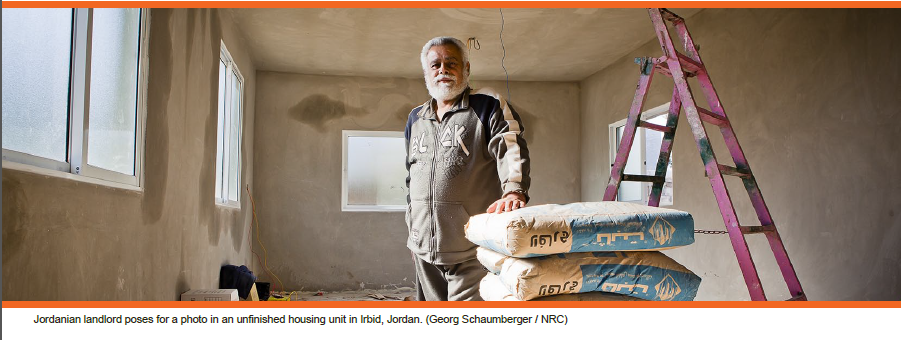 Jordanian landlord poses for a photo in an unfinished housing unit in Irbid, Jordan. (Georg Schaumberger / NRC)